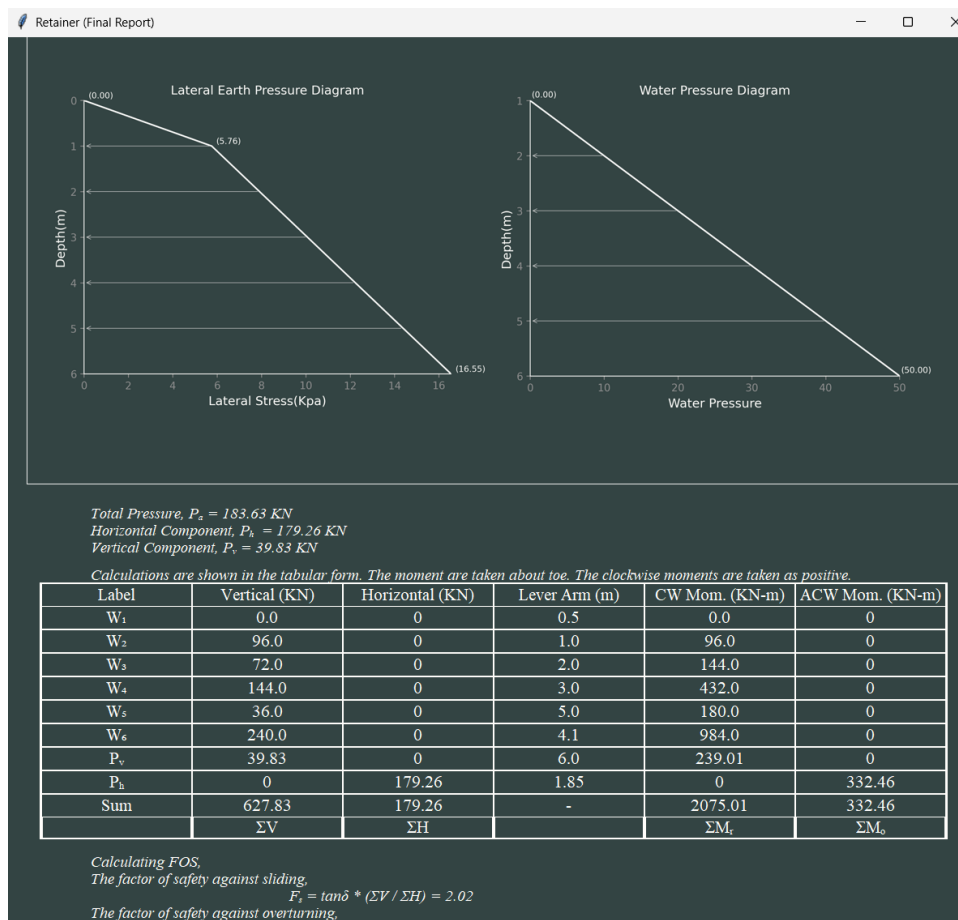 Retainer (Final Report)
Lateral Earth Pressure Diagram
(0.00)
0
1
2
3
4
5
6
(5.76)
(16.55)
Depth(m)
0 2 4 6 8 10 12 14 16
Lateral Stress(Kpa)
Water Pressure Diagram
(0.00)
1
2
3
4
5
6
(50.00)
Depth(m)
0 10 20 30 40 50
Water Pressure
Total Pressure, Pₐ = 183.63 KN
Horizontal Component, Pₕ = 179.26 KN
Vertical Component, Pᵥ = 39.83 KN
Calculations are shown in the tabular form. The moment are taken about toe. The clockwise moments are taken as positive.
Label Vertical (KN) Horizontal (KN) Lever Arm (m) CW Mom. (KN-m) ACW Mom. (KN-m)
W₁ 0.0 0 0.5 0.0 0
W₂ 96.0 0 1.0 96.0 0
W₃ 72.0 0 2.0 144.0 0
W₄ 144.0 0 3.0 432.0 0
W₅ 36.0 0 5.0 180.0 0
W₆ 240.0 0 4.1 984.0 0
Pᵥ 39.83 0 6.0 239.01 0
Pₕ 0 179.26 1.85 0 332.46
Sum 627.83 179.26 - 2075.01 332.46
ΣV ΣH ΣMᵣ ΣMₒ
Calculating FOS,
The factor of safety against sliding,
Fₛ = tanδ * (ΣV / ΣH) = 2.02
The factor of safety against overturning,